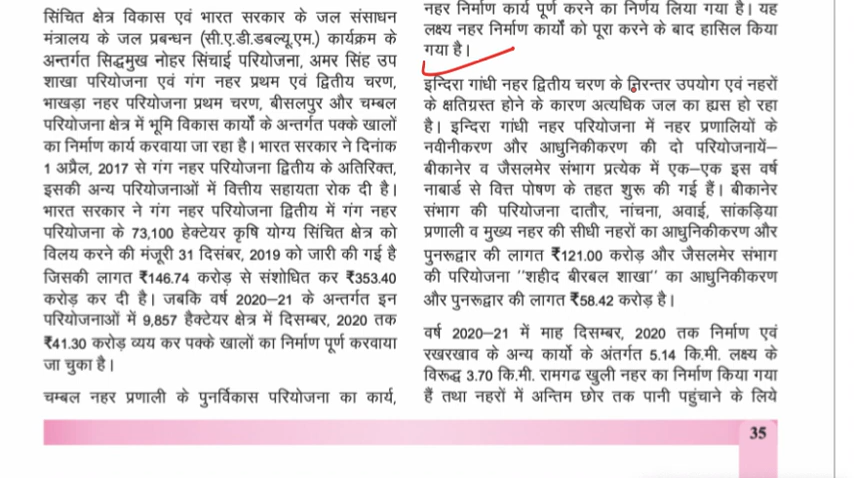 सिंचित क्षेत्र विकास एवं भारत सरकार के जल संसाधन
मंत्रालय के जल प्रबन्धन (सी.ए.डी.डबल्यू.एम.) कार्यक्रम के
अन्तर्गत सिद्धमुख नोहर सिंचाई परियोजना, अमर सिंह उप
शाखा परियोजना एवं गंग नहर प्रथम एवं द्वितीय चरण,
भाखड़ा नहर परियोजना प्रथम चरण, बीसलपुर और चम्बल
परियोजना क्षेत्र में भूमि विकास कार्यों के अन्तर्गत पक्के खालों
का निर्माण कार्य करवाया जा रहा है। भारत सरकार ने दिनांक
1 अप्रैल, 2017 से गंग नहर परियोजना द्वितीय के अतिरिक्त,
इसकी अन्य परियोजनाओं में वित्तीय सहायता रोक दी है।
भारत सरकार ने गंग नहर परियोजना द्वितीय में गंग नहर
परियोजना के 73,100 हेक्टेयर कृषि योग्य सिंचित क्षेत्र को
विलय करने की मंजूरी 31 दिसंबर, 2019 को जारी की गई है
जिसकी लागत ₹146.74 करोड़ से संशोधित कर ₹353.40
करोड़ कर दी है। जबकि वर्ष 2020–21 के अन्तर्गत इन
परियोजनाओं में 9,857 हैक्टेयर क्षेत्र में दिसम्बर, 2020 तक
₹41.30 करोड़ व्यय कर पक्के खालों का निर्माण पूर्ण करवाया
जा चुका है।
चम्बल नहर प्रणाली के पुनर्विकास परियोजना का कार्य,
नहर निर्माण कार्य पूर्ण करने का निर्णय लिया गया है। यह
लक्ष्य नहर निर्माण कार्यों को पूरा करने के बाद हासिल किया
गया है।
इन्दिरा गांधी नहर द्वितीय चरण के निरन्तर उपयोग एवं नहरों
के क्षतिग्रस्त होने के कारण अत्यधिक जल का ह्यस हो रहा
है। इन्दिरा गांधी नहर परियोजना में नहर प्रणालियों के
नवीनीकरण और आधुनिकीकरण की दो परियोजनायें–
बीकानेर व जैसलमेर संभाग प्रत्येक में एक–एक इस वर्ष
नाबार्ड से वित्त पोषण के तहत शुरू की गई हैं। बीकानेर
संभाग की परियोजना दातौर, नांचना, अवाई, सांकड़िया
प्रणाली व मुख्य नहर की सीधी नहरों का आधुनिकीकरण और
पुनरूद्वार की लागत ₹121.00 करोड़ और जैसलमेर संभाग
की परियोजना ''शहीद बीरबल शाखा'' का आधुनिकीकरण
और पुनरूद्वार की लागत ₹58.42 करोड़ है।
वर्ष 2020–21 में माह दिसम्बर, 2020 तक निर्माण एवं
रखरखाव के अन्य कार्यो के अंतर्गत 5.14 कि.मी. लक्ष्य के
विरूद्ध 3.70 कि.मी. रामगढ खुली नहर का निर्माण किया गया
हैं तथा नहरों में अन्तिम छोर तक पानी पहुंचाने के लिये
35